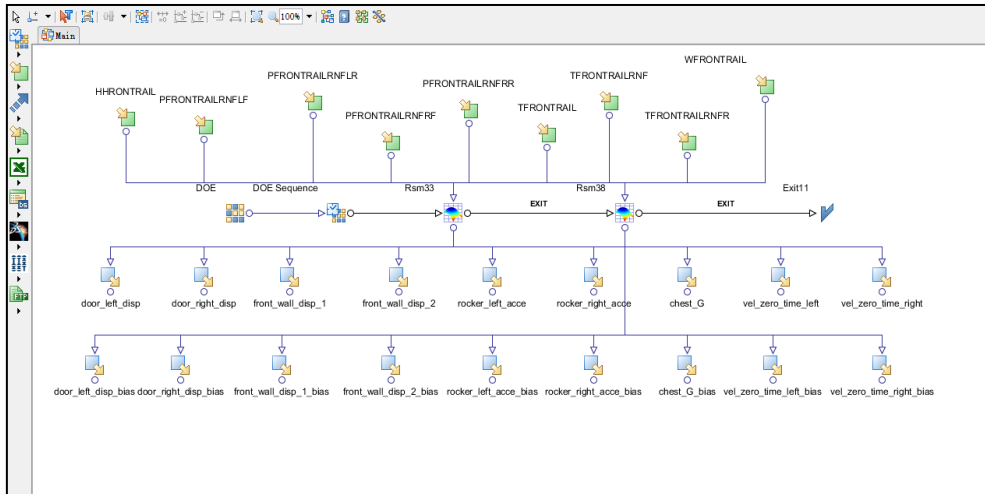 100%
Main
WFRONTRAIL
PFRONTRAILRNFLR
PFRONTRAILRNFRR
TFRONTRAILRNF
HHRONTRAIL
PFRONTRAILRNFLF
TFRONTRAIL
PFRONTRAILRNFRF
TFRONTRAILRNFR
DOE
DOE Sequence
Rsm33
Rsm38
Exit11
EXIT
EXIT
door_left_disp
door_right_disp
front_wall_disp_1
front_wall_disp_2
rocker_left_acce
rocker_right_acce
chest_G
vel_zero_time_left
vel_zero_time_right
door_left_disp_bias
door_right_disp_bias
front_wall_disp_1_bias
front_wall_disp_2_bias
rocker_left_acce_bias
rocker_right_acce_bias
chest_G_bias
vel_zero_time_left_bias
vel_zero_time_right_bias
FTP